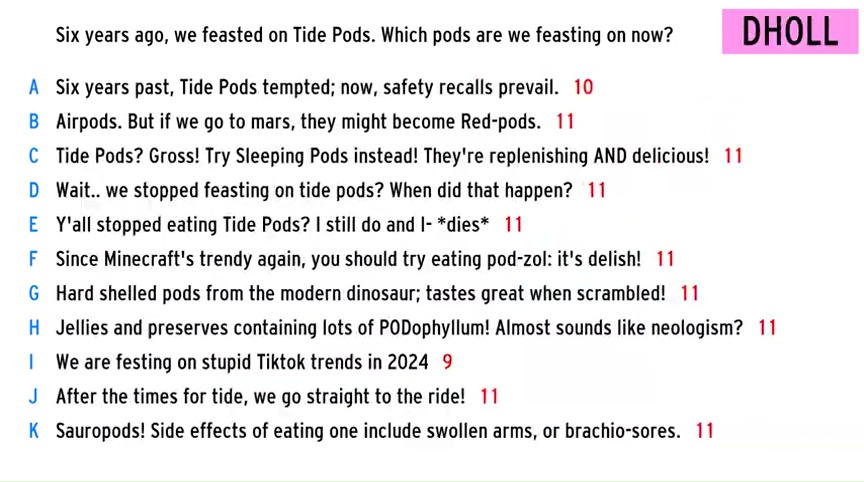 Six years ago, we feasted on Tide Pods. Which pods are we feasting on now?
DHOLL
A Six years past, Tide Pods tempted; now, safety recalls prevail. 10
B Airpods. But if we go to mars, they might become Red-pods. 11
C Tide Pods? Gross! Try Sleeping Pods instead! They're replenishing AND delicious! 11
D Wait.. we stopped feasting on tide pods? When did that happen? 11
E Y'all stopped eating Tide Pods? I still do and I- *dies* 11
F Since Minecraft's trendy again, you should try eating pod-zol: it's delish! 11
G Hard shelled pods from the modern dinosaur; tastes great when scrambled! 11
H Jellies and preserves containing lots of PODophyllum! Almost sounds like neologism? 11
I We are festing on stupid Tiktok trends in 2024 9
J After the times for tide, we go straight to the ride! 11
K Sauropods! Side effects of eating one include swollen arms, or brachio-sores. 11